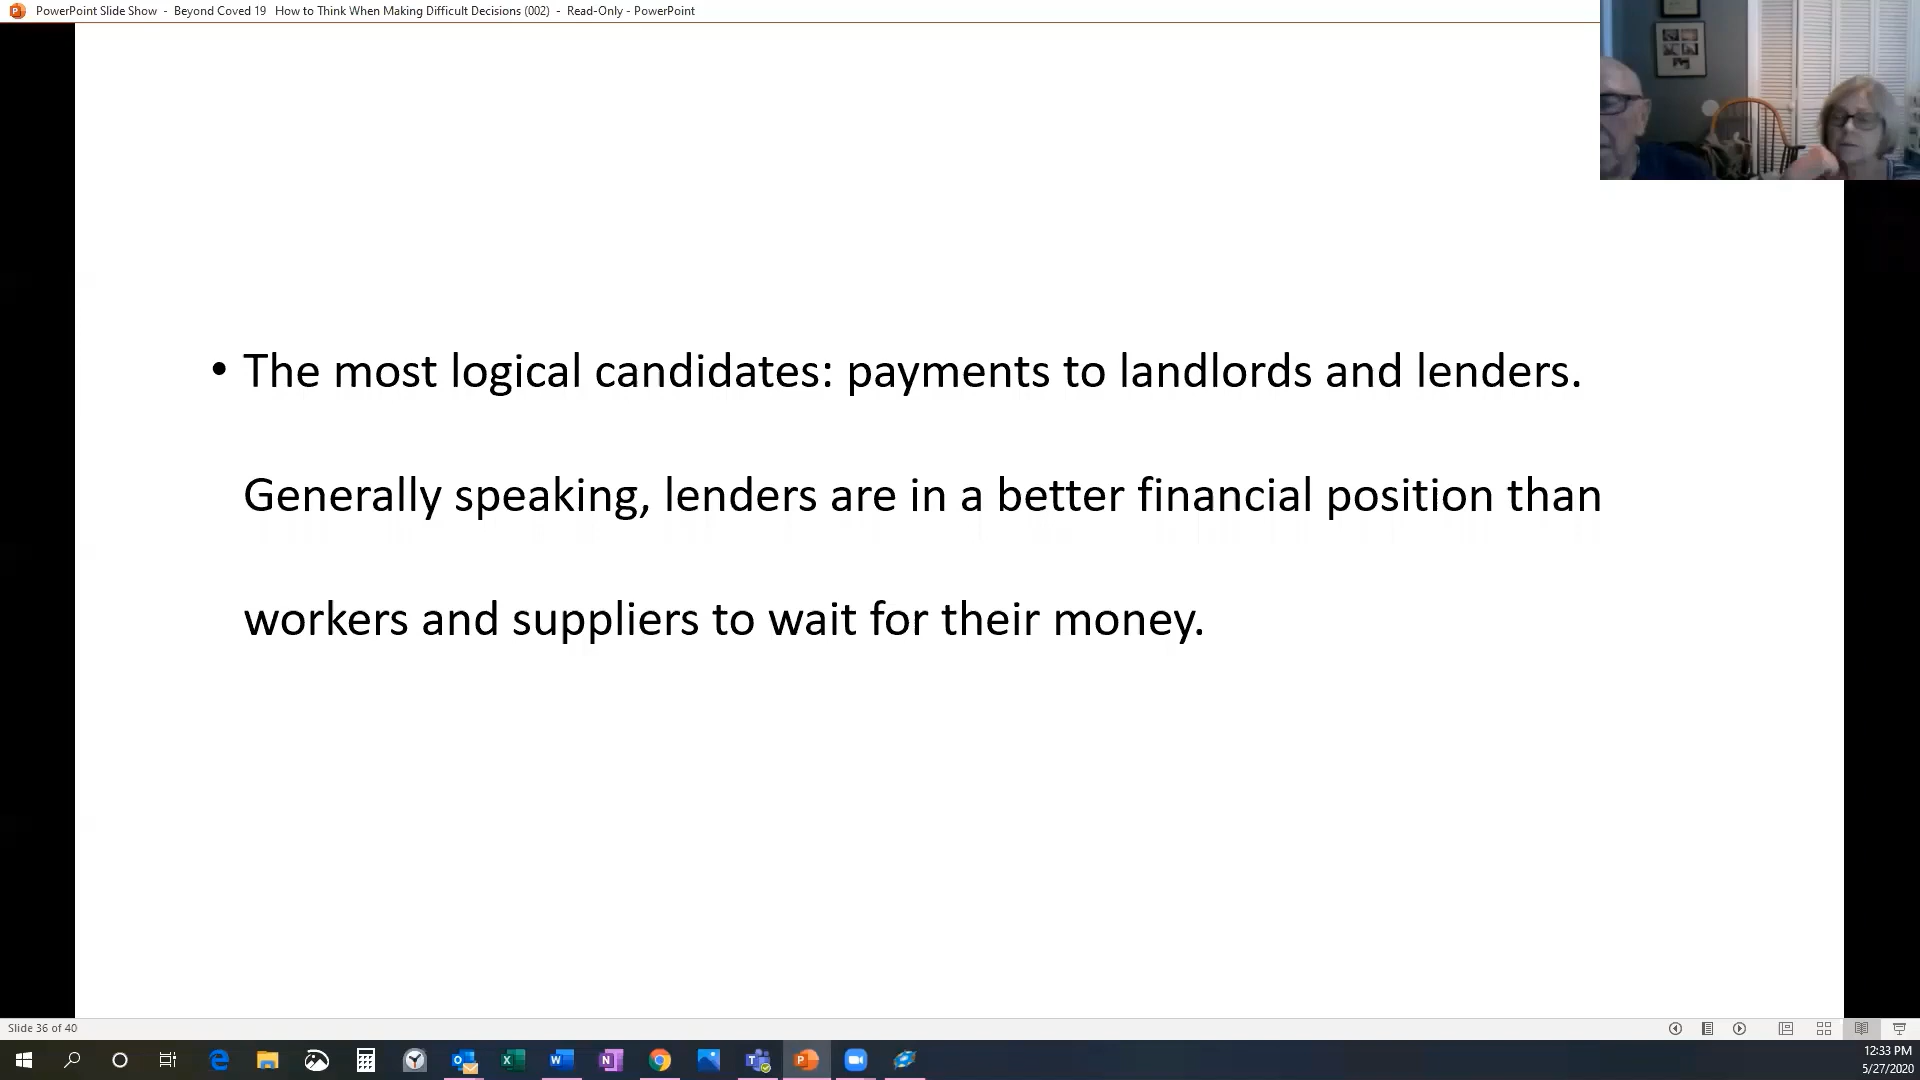 PowerPoint Slide Show - Beyond Coved 19 How to Think When Making Difficult Decisions (002) - Read-Only - PowerPoint
• The most logical candidates: payments to landlords and lenders.
Generally speaking, lenders are in a better financial position than
workers and suppliers to wait for their money.
Slide 36 of 40
12:33 PM
5/27/2020